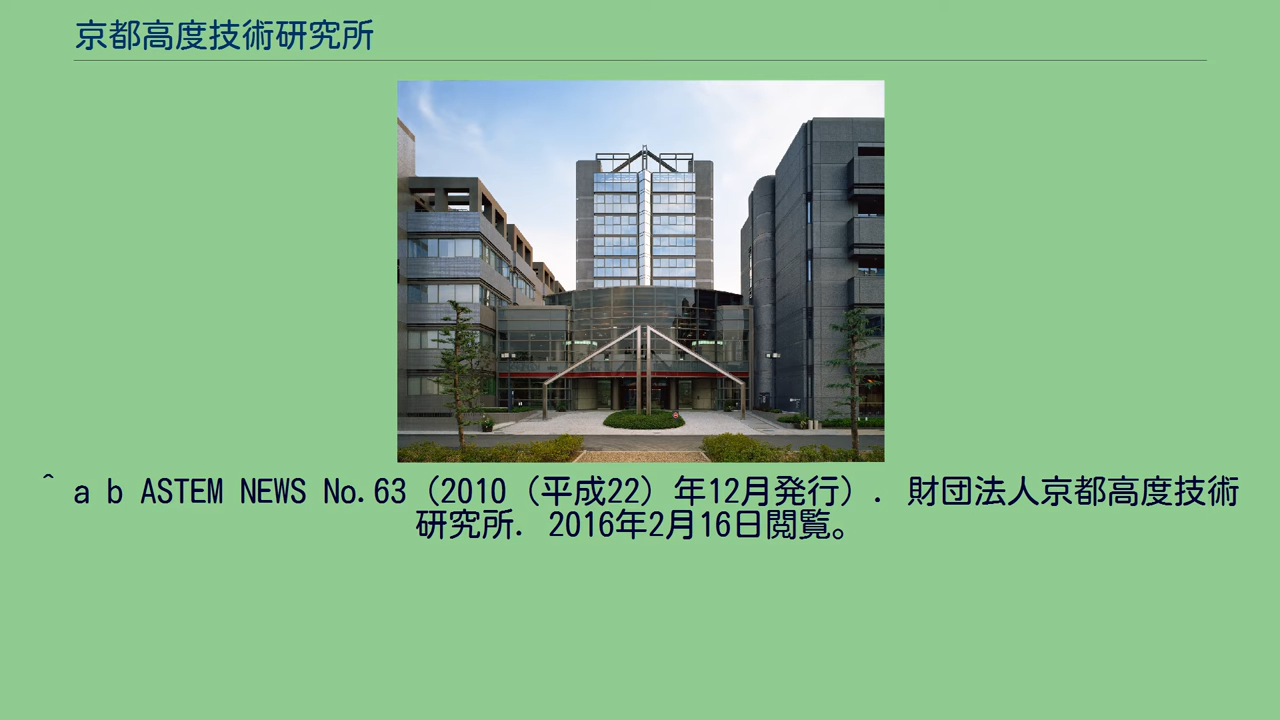 京都高度技術研究所
^ a b ASTEM NEWS No.63（2010（平成22）年12月発行）. 財団法人京都高度技術
研究所. 2016年2月16日閲覧。